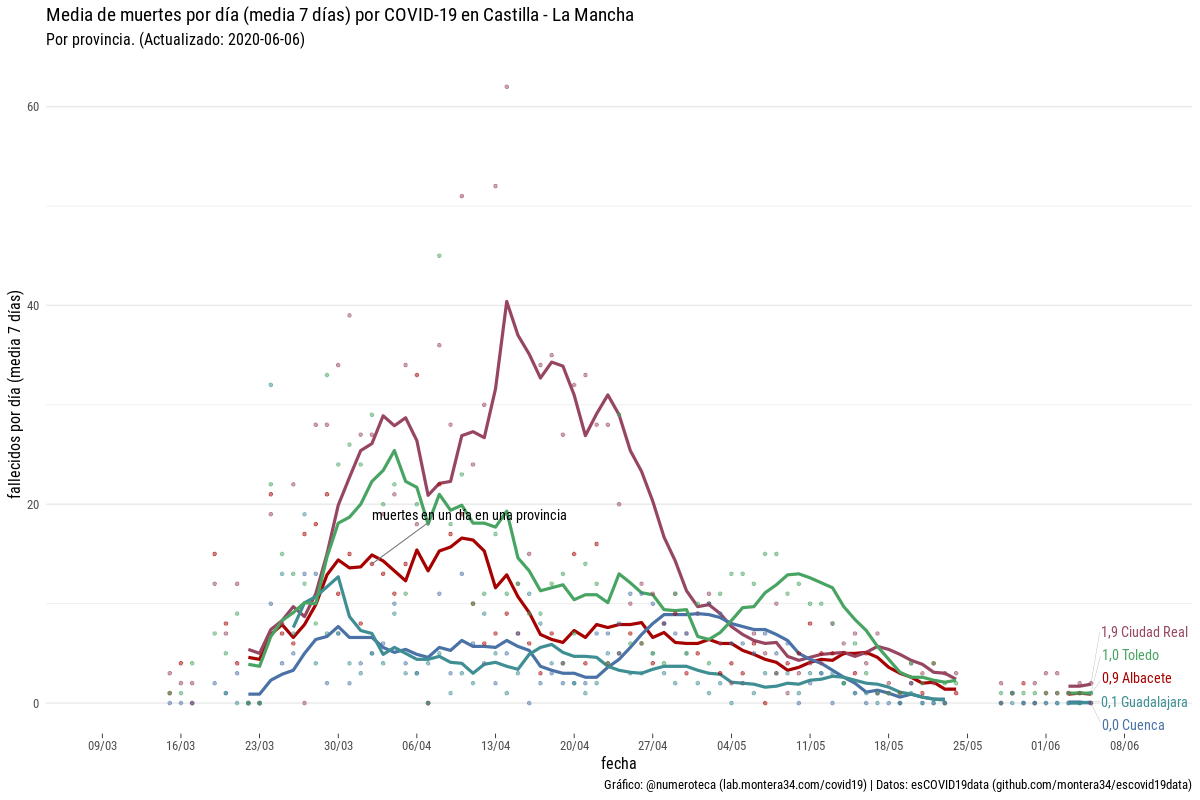 Media de muertes por día (media 7 días) por COVID-19 en Castilla - La Mancha
Por provincia. (Actualizado: 2020-06-06)
fallecidos por día (media 7 días)
60
40
20
0
muertes en un día en una provincia
1,9 Ciudad Real
1,0 Toledo
0,9 Albacete
0,1 Guadalajara
0,0 Cuenca
09/03 16/03 23/03 30/03 06/04 13/04 20/04 27/04 04/05 11/05 18/05 25/05 01/06 08/06
fecha
Gráfico: @numeroteca (lab.montera34.com/covid19) | Datos: esCOVID19data (github.com/montera34/escovid19data)